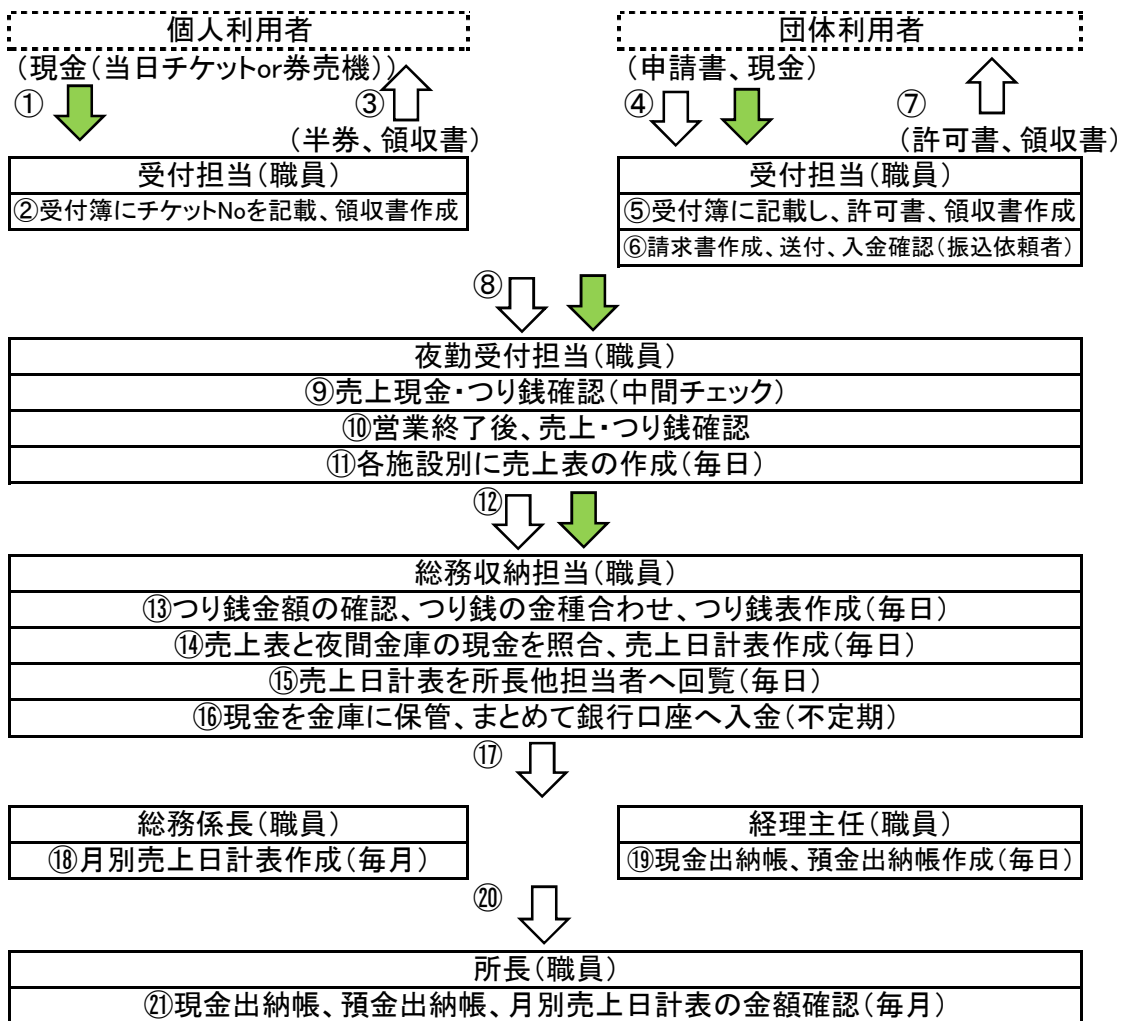 個人利用者
団体利用者
(現金(当日チケットor券売機))
(申請書、現金)
①
③
④
⑦
(半券、領収書)
(許可書、領収書)
受付担当(職員)
受付担当(職員)
②受付簿にチケットNoを記載、領収書作成
⑤受付簿に記載し、許可書、領収書作成
⑥請求書作成、送付、入金確認(振込依頼者)
⑧
夜勤受付担当(職員)
⑨売上現金・つり銭確認(中間チェック)
⑩営業終了後、売上・つり銭確認
⑪各施設別に売上表の作成(毎日)
⑫
総務収納担当(職員)
⑬つり銭金額の確認、つり銭の金種合わせ、つり銭表作成(毎日)
⑭売上表と夜間金庫の現金を照合、売上日計表作成(毎日)
⑮売上日計表を所長他担当者へ回覧(毎日)
⑯現金を金庫に保管、まとめて銀行口座へ入金(不定期)
⑰
総務係長(職員)
経理主任(職員)
⑱月別売上日計表作成(毎月)
⑲現金出納帳、預金出納帳作成(毎日)
⑳
所長(職員)
㉑現金出納帳、預金出納帳、月別売上日計表の金額確認(毎月)